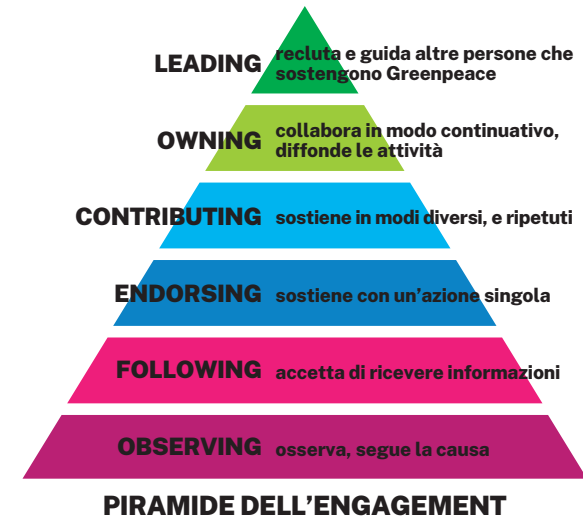 LEADING recluta e guida altre persone che
sostengono Greenpeace
OWNING collabora in modo continuativo,
diffonde le attività
CONTRIBUTING sostiene in modi diversi, e ripetuti
ENDORSING sostiene con un’azione singola
FOLLOWING accetta di ricevere informazioni
OBSERVING osserva, segue la causa
PIRAMIDE DELL’ENGAGEMENT